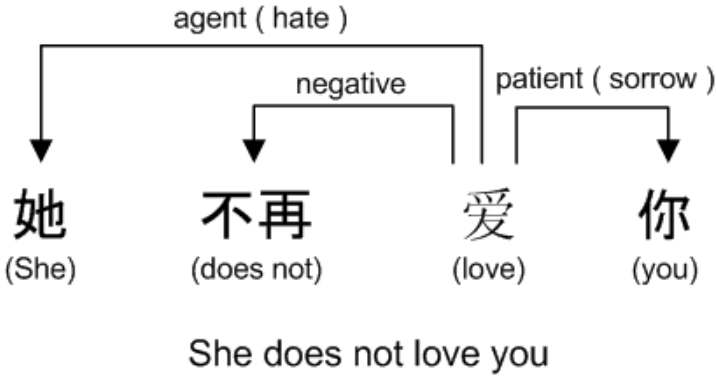 agent ( hate )
negative
patient ( sorrow )
她 不再 爱 你
(She) (does not) (love) (you)
She does not love you